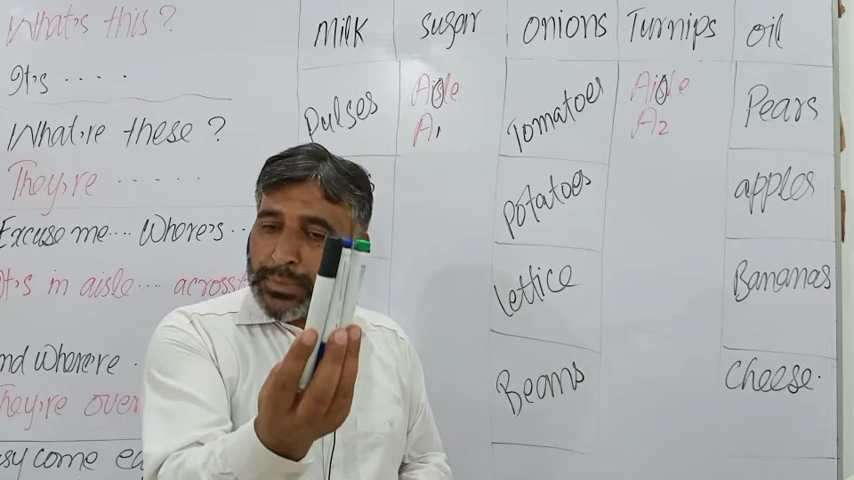 What's this?
It's .....
What're these?
They're .....
Excuse me.... Where's ..
It's in aisle.... across
nd where're .
They're over
sy come ea
Milk
sugar
onions
Turnips
oil
Pulses
Aisle
A1
Tomatoes
Aisle
A2
Pears
Potatoes
apples
lettice
Bananas
Beans
cheese.